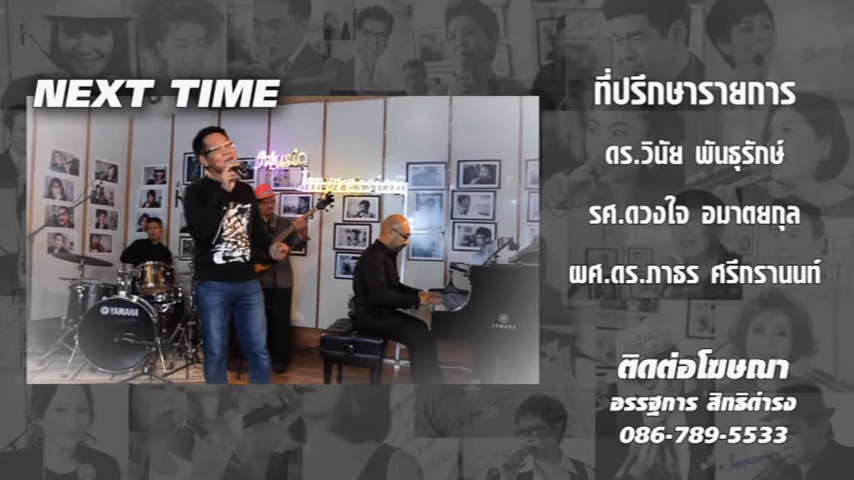 NEXT TIME
Music
Impression
YAMAHA
YAMAHA
ที่ปรึกษารายการ
ดร.วินัย พันธุรักษ์
รศ.ดวงใจ อมาตยกุล
ผศ.ดร.ภาธร ศรีกรานนท์
ติดต่อโฆษณา
อรรฐการ สิทธิดำรง
086-789-5533